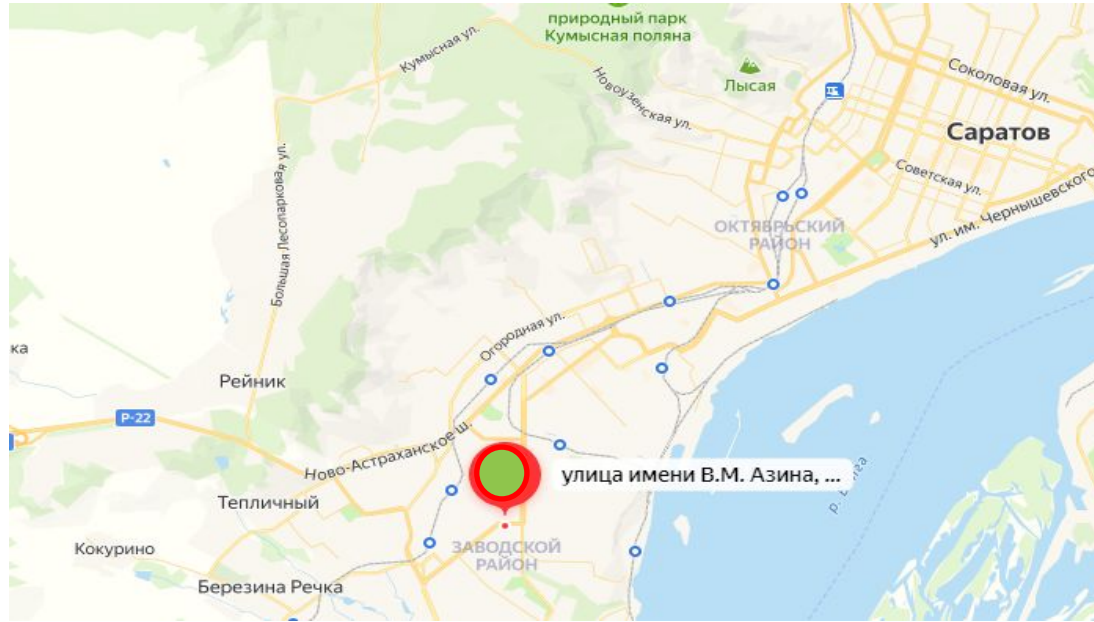 природный парк
Кумысная поляна
Кумысная ул.
Лысая
Соколовая ул.
Новоузенская ул.
Саратов
Советская ул.
Большая Лесопарковая ул.
ул. им. Чернышевского
ОКТЯБРЬСКИЙ
РАЙОН
Огородная ул.
ка
Рейник
Р-22
Ново-Астраханское ш.
улица имени В.М. Азина, ...
Тепличный
р. Волга
Кокурино
ЗАВОДСКОЙ
РАЙОН
Березина Речка